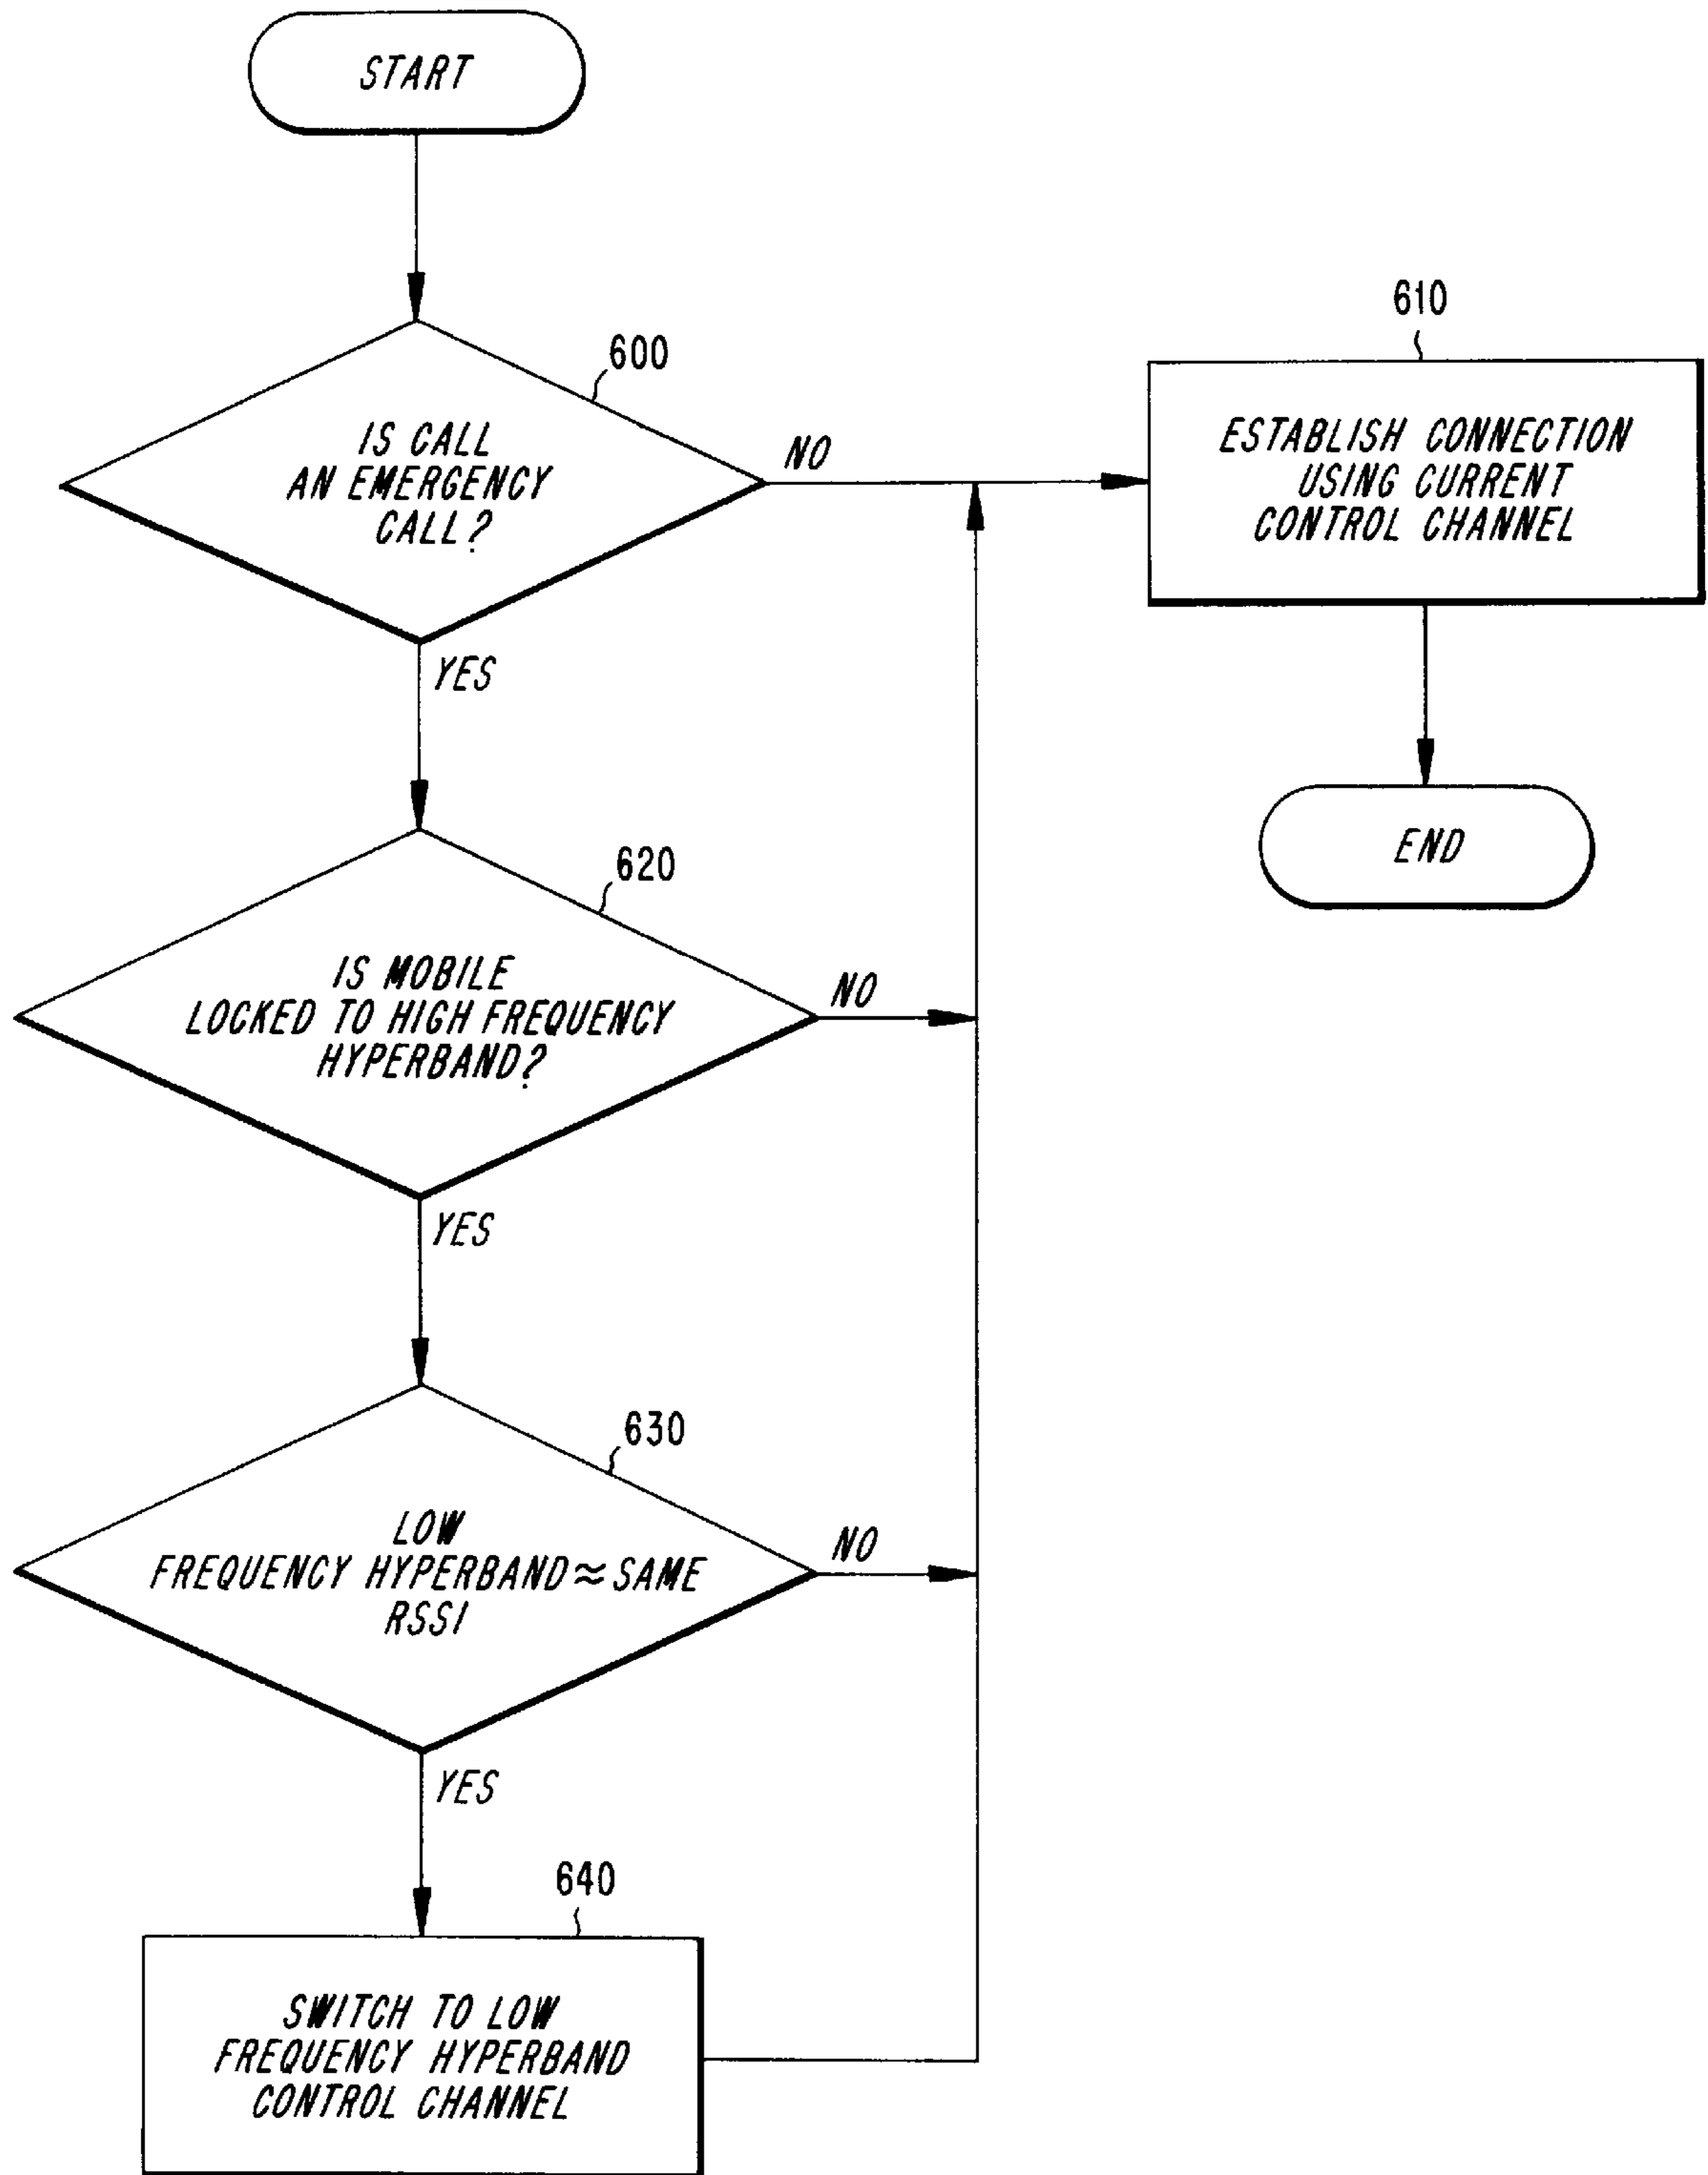 START
600
IS CALL
AN EMERGENCY
CALL?
NO
YES
610
ESTABLISH CONNECTION
USING CURRENT
CONTROL CHANNEL
END
620
IS MOBILE
LOCKED TO HIGH FREQUENCY
HYPERBAND?
NO
YES
630
LOW
FREQUENCY HYPERBAND ≈ SAME
RSSI
NO
YES
640
SWITCH TO LOW
FREQUENCY HYPERBAND
CONTROL CHANNEL